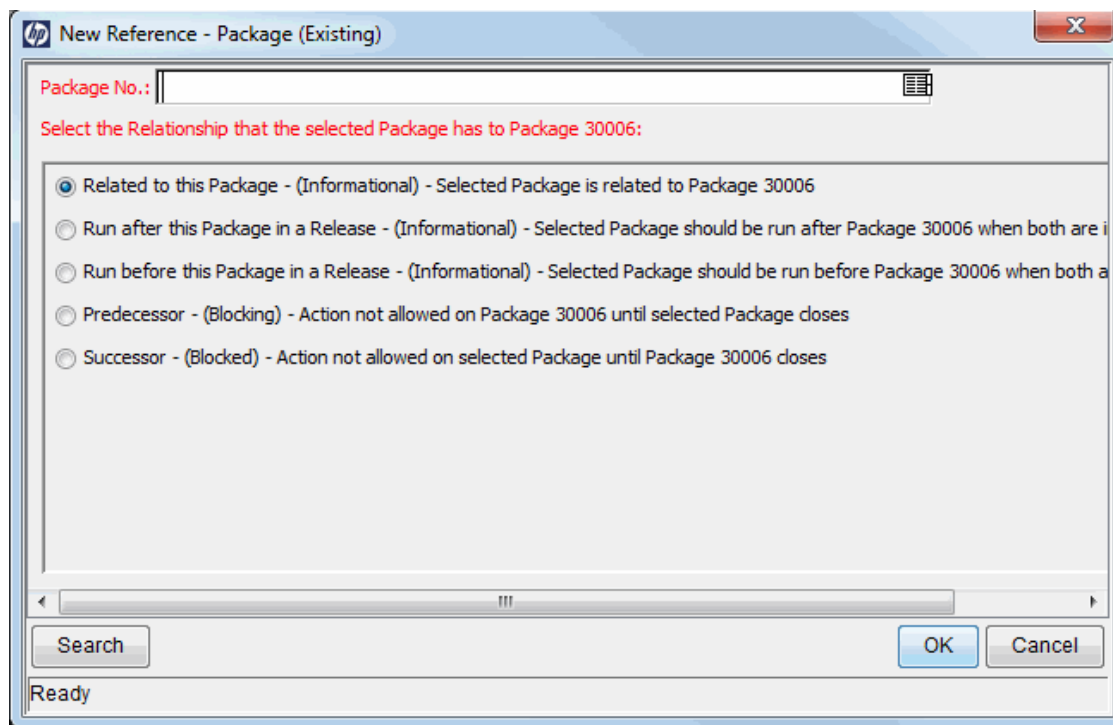 hp New Reference - Package (Existing)
Package No.:
Select the Relationship that the selected Package has to Package 30006:
Related to this Package - (Informational) - Selected Package is related to Package 30006
Run after this Package in a Release - (Informational) - Selected Package should be run after Package 30006 when both are i
Run before this Package in a Release - (Informational) - Selected Package should be run before Package 30006 when both a
Predecessor - (Blocking) - Action not allowed on Package 30006 until selected Package closes
Successor - (Blocked) - Action not allowed on selected Package until Package 30006 closes
Search OK Cancel
Ready